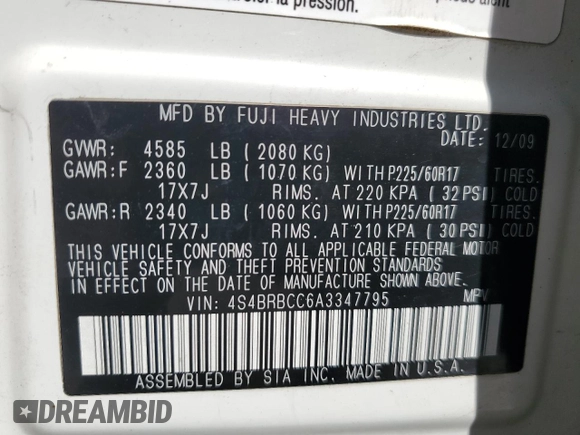 ler la pression.
MFD BY FUJI HEAVY INDUSTRIES LTD.
DATE: 12/09
GVWR: 4585 LB ( 2080 KG)
GAWR:F 2360 LB ( 1070 KG) WITH P225/60R17 TIRES.
17X7J RIMS. AT 220 KPA ( 32 PSI) COLD
GAWR:R 2340 LB ( 1060 KG) WITH P225/60R17 TIRES.
17X7J RIMS. AT 210 KPA ( 30 PSI) COLD
THIS VEHICLE CONFORMS TO ALL APPLICABLE FEDERAL MOTOR
VEHICLE SAFETY AND THEFT PREVENTION STANDARDS
IN EFFECT ON THE DATE OF MANUFACTURE SHOWN ABOVE.
VIN: 4S4BRBCC6A3347795 MPV
ASSEMBLED BY SIA INC. MADE IN U.S.A.
DREAMBID